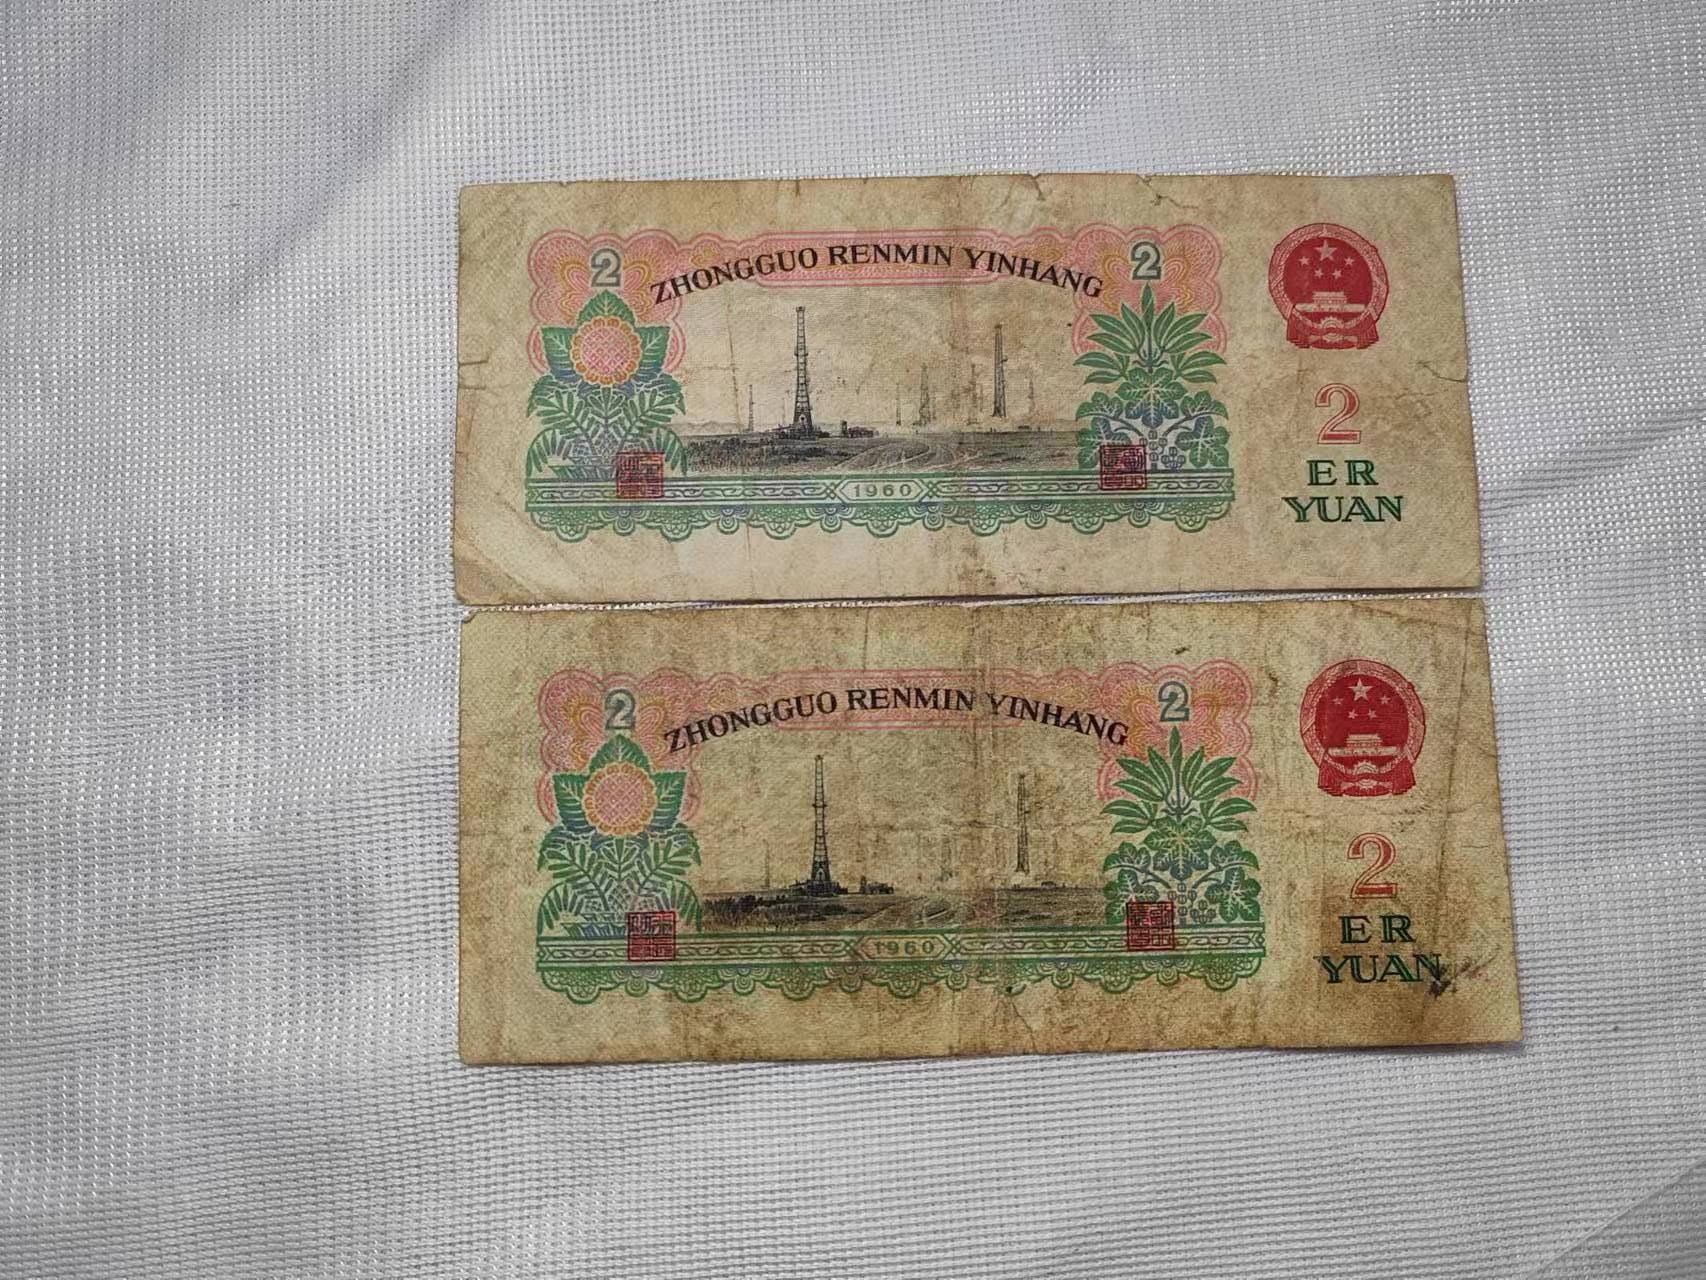 2 2
ZHONGGUO RENMIN YINHANG
2
ER
YUAN
1960
2 2
ZHONGGUO RENMIN YINHANG
2
ER
YUAN
1960